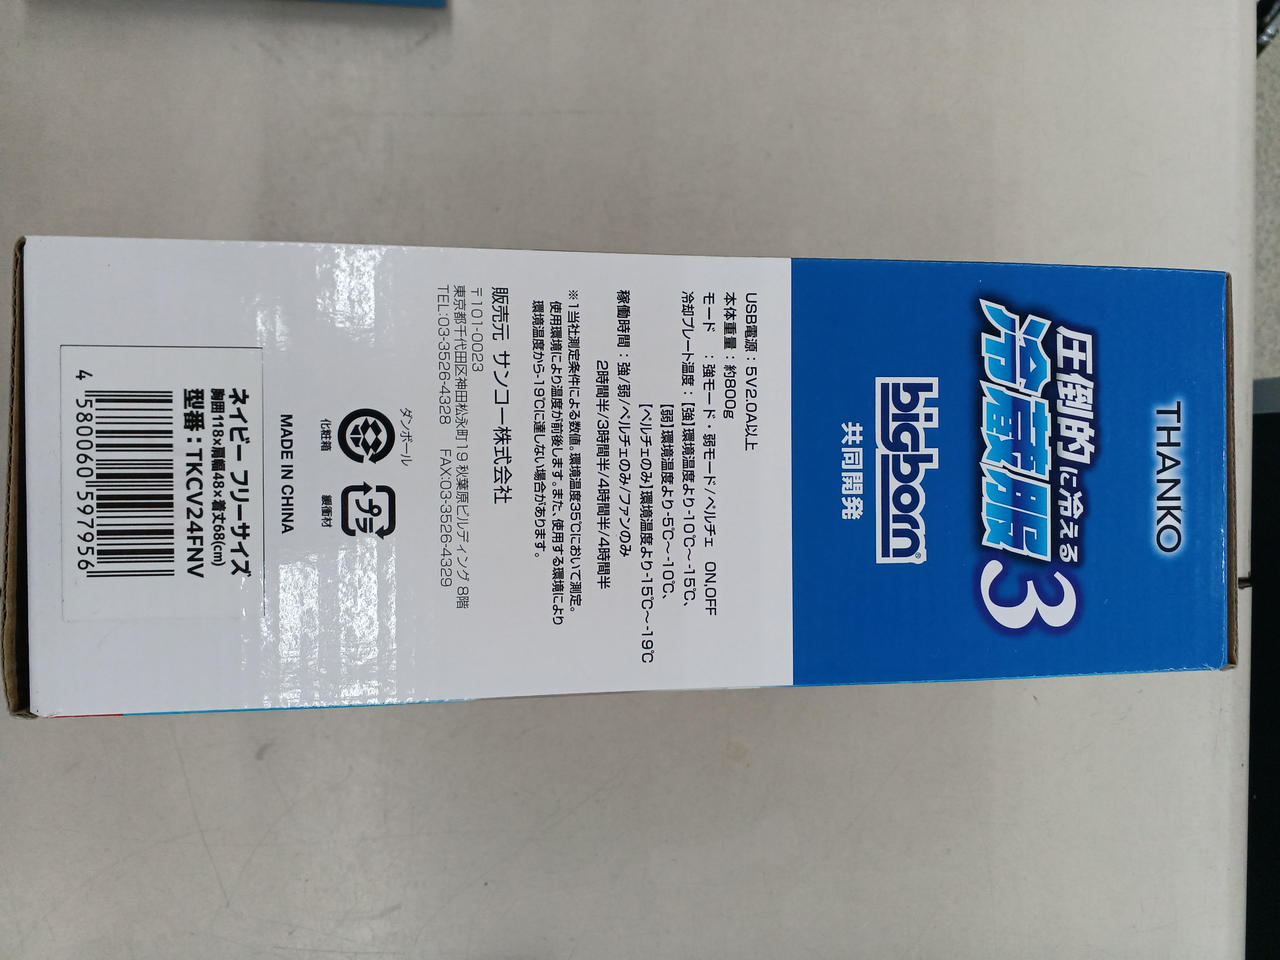 THANKO
圧倒的に冷える
冷蔵服3
bigborn®
共同開発
USB電源：5V2.0A以上
本体重量：約800g
モード　：強モード・弱モード/ペルチェ　ON,OFF
冷却プレート温度：【強】環境温度より-10℃～-15℃、
【弱】環境温度より-5℃～-10℃、
【ペルチェのみ】環境温度より-15℃～-19℃
稼働時間：強/弱/ペルチェのみ/ファンのみ
2時間半/3時間半/4時間半/4時間半
※1当社測定条件による数値。環境温度35℃において測定。
使用環境により温度が前後します。また、使用する環境により
環境温度から-19℃に達しない場合があります。
販売元　サンコー株式会社
〒101-0023
東京都千代田区神田松永町19 秋葉原ビルディング 8階
TEL:03-3526-4328　FAX:03-3526-4329
ダンボール
プラ
化粧箱　緩衝材
MADE IN CHINA
ネイビー フリーサイズ
胸囲118×肩幅48×着丈68(cm)
型番：TKCV24FNV
4 580060 597956